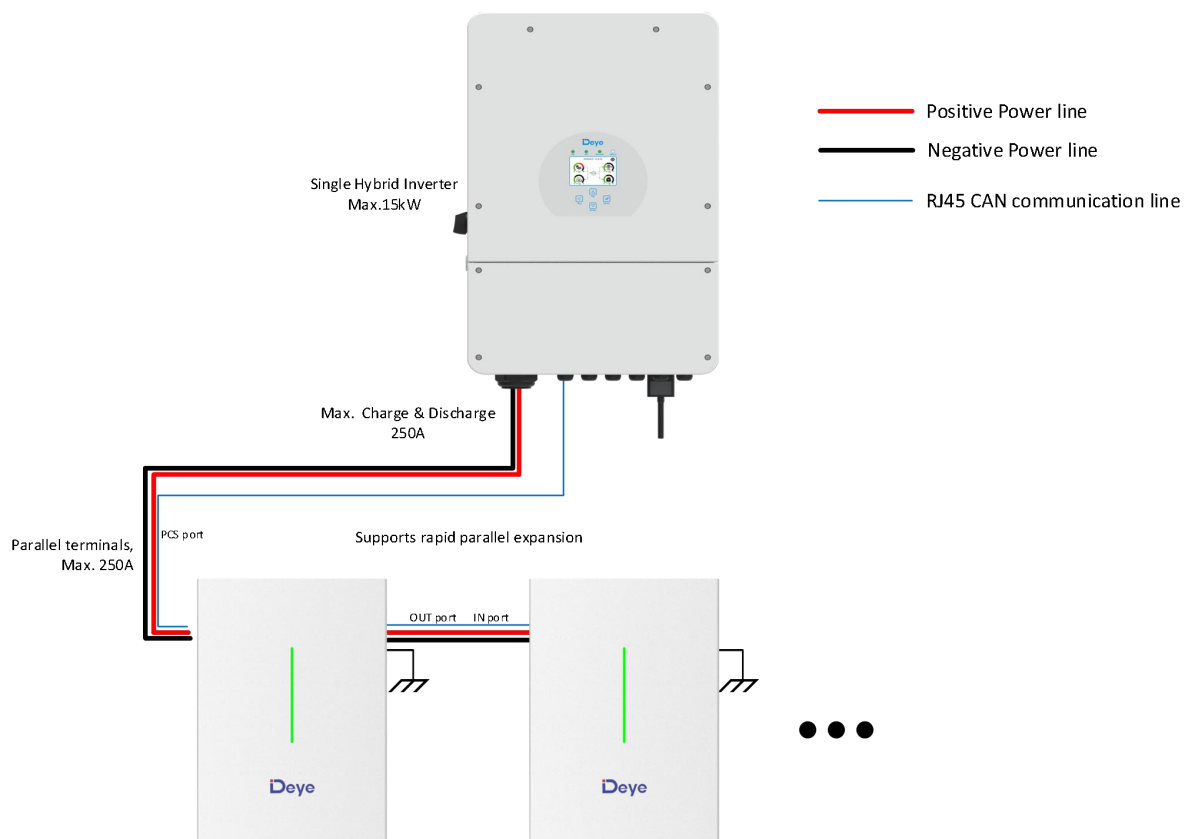 Deye
Single Hybrid Inverter
Max.15kW
Positive Power line
Negative Power line
RJ45 CAN communication line
Max. Charge & Discharge
250A
PCS port
Parallel terminals,
Max. 250A
Supports rapid parallel expansion
OUT port
IN port
Deye
Deye